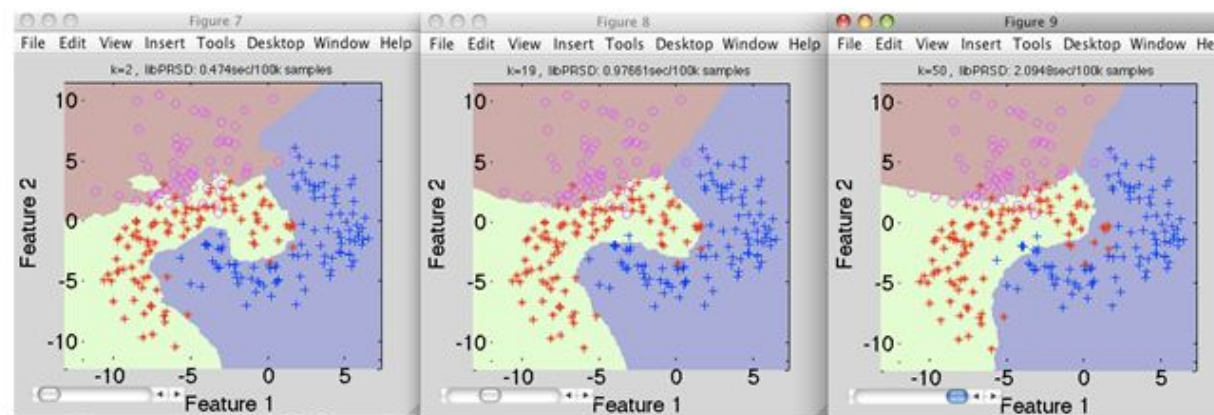 Figure 7
File Edit View Insert Tools Desktop Window Help
k=2 , libPRSD: 0.474sec/100k samples
10
5
0
-5
-10
Feature 2
-10 -5 0 5
Feature 1
Figure 8
File Edit View Insert Tools Desktop Window Help
k=19 , libPRSD: 0.97661sec/100k samples
10
5
0
-5
-10
Feature 2
-10 -5 0 5
Feature 1
Figure 9
File Edit View Insert Tools Desktop Window He
k=50 , libPRSD: 2.0948sec/100k samples
10
5
0
-5
-10
Feature 2
-10 -5 0 5
Feature 1